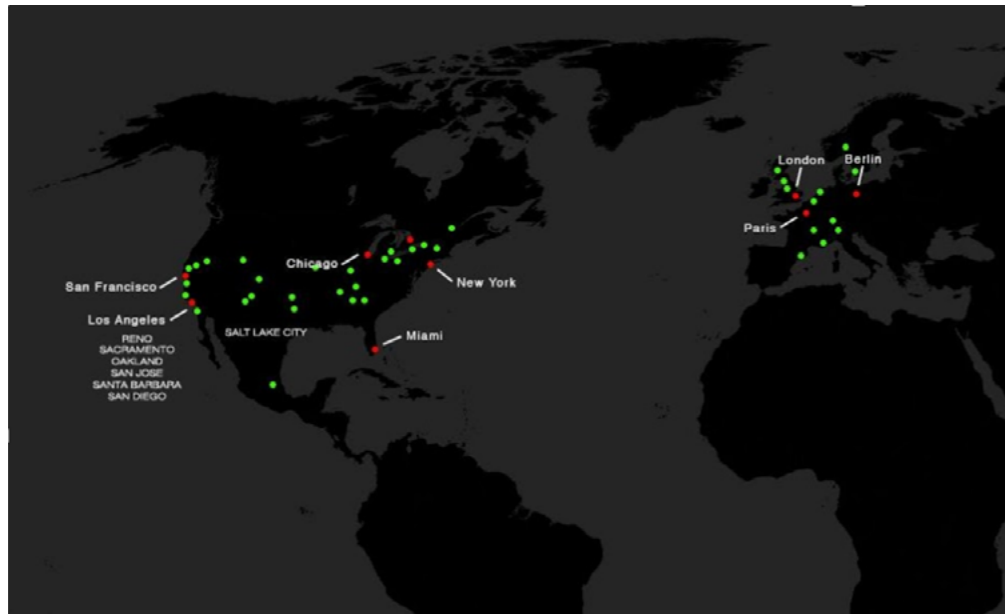 London
Berlin
Paris
Chicago
New York
San Francisco
Los Angeles
Miami
SALT LAKE CITY
RENO
SACRAMENTO
OAKLAND
SAN JOSE
SANTA BARBARA
SAN DIEGO